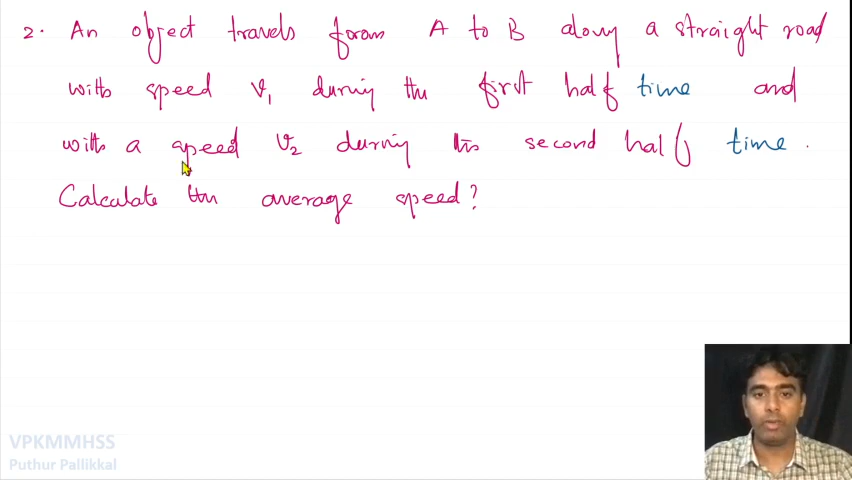 2. An object travels from A to B along a straight road
with speed v₁ during the first half time and
with a speed v₂ during the second half time.
Calculate the average speed?
VPKMMHSS
Puthur Pallikkal